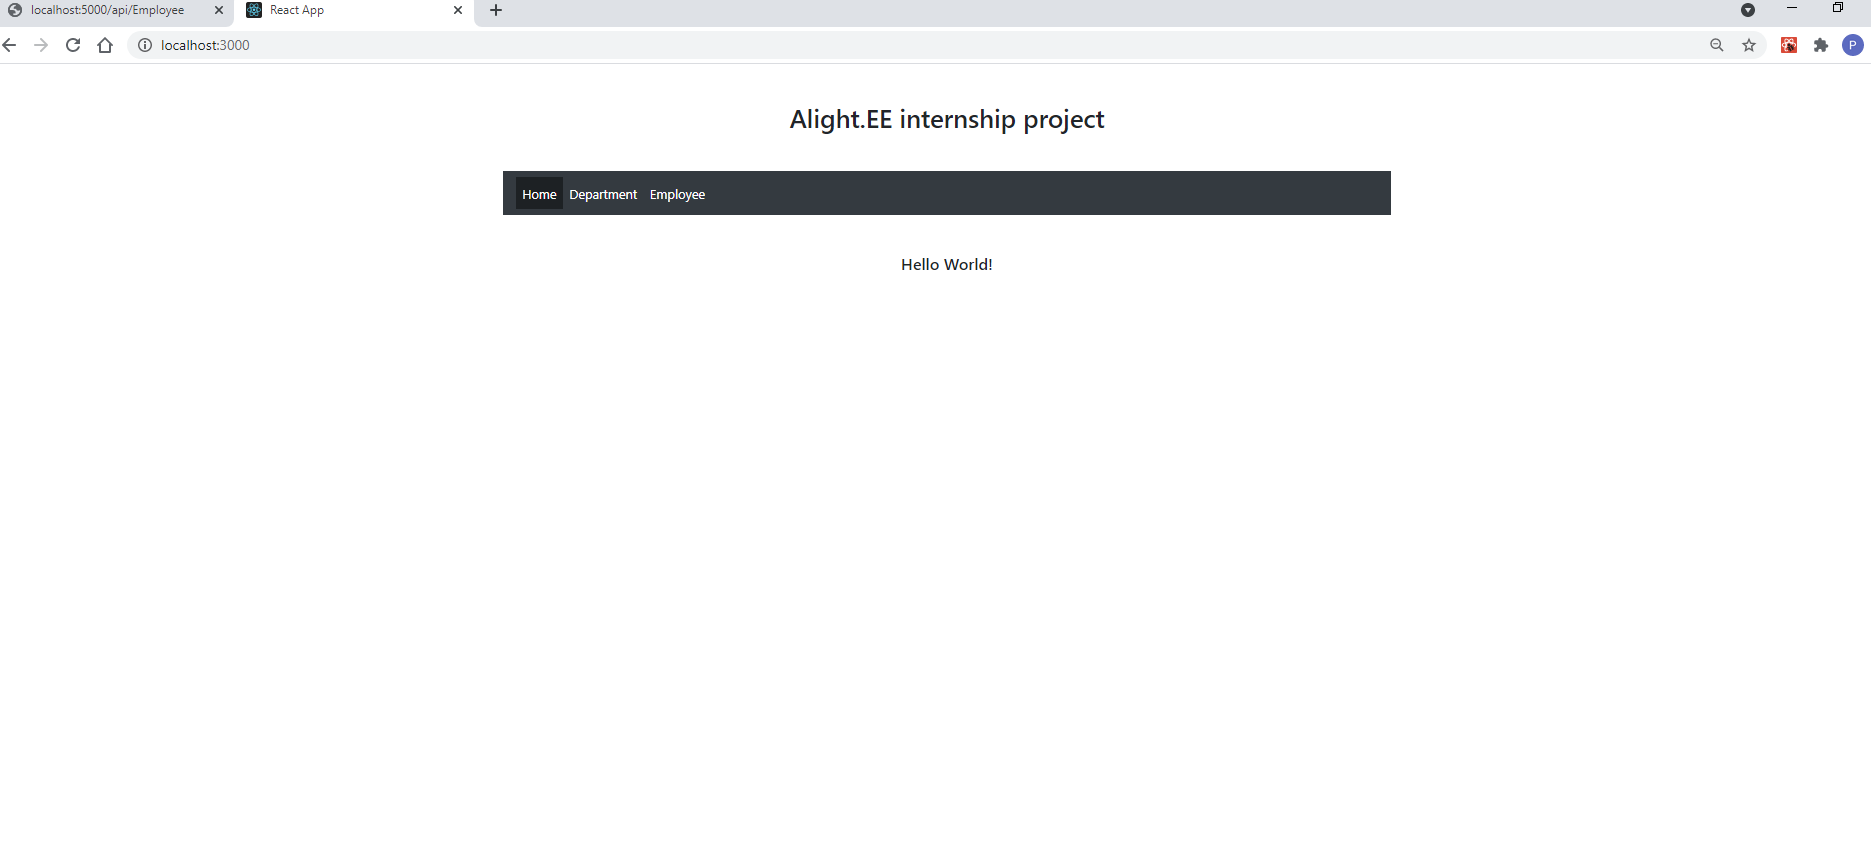 localhost:5000/api/Employee
React App
localhost:3000
P
Alight.EE internship project
Home Department Employee
Hello World!